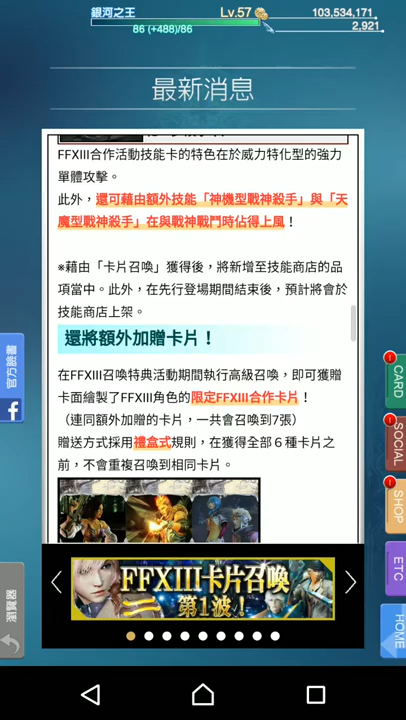 銀河之王
Lv.57
103,534,171
86 (+488)/86
2,921
最新消息
FFXIII合作活動技能卡的特色在於威力特化型的強力
單體攻擊。
此外，還可藉由額外技能「神機型戰神殺手」與「天
魔型戰神殺手」在與戰神戰鬥時佔得上風！
※藉由「卡片召喚」獲得後，將新增至技能商店的品
項當中。此外，在先行登場期間結束後，預計將會於
技能商店上架。
還將額外加贈卡片！
在FFXIII召喚特典活動期間執行高級召喚，即可獲贈
卡面繪製了FFXIII角色的限定FFXIII合作卡片！
（連同額外加贈的卡片，一共會召喚到7張）
贈送方式採用禮盒式規則，在獲得全部６種卡片之
前，不會重複召喚到相同卡片。
官方臉書
瀏覽器
CARD
SOCIAL
SHOP
ETC
HOME
FFXIII卡片召喚
第1波！